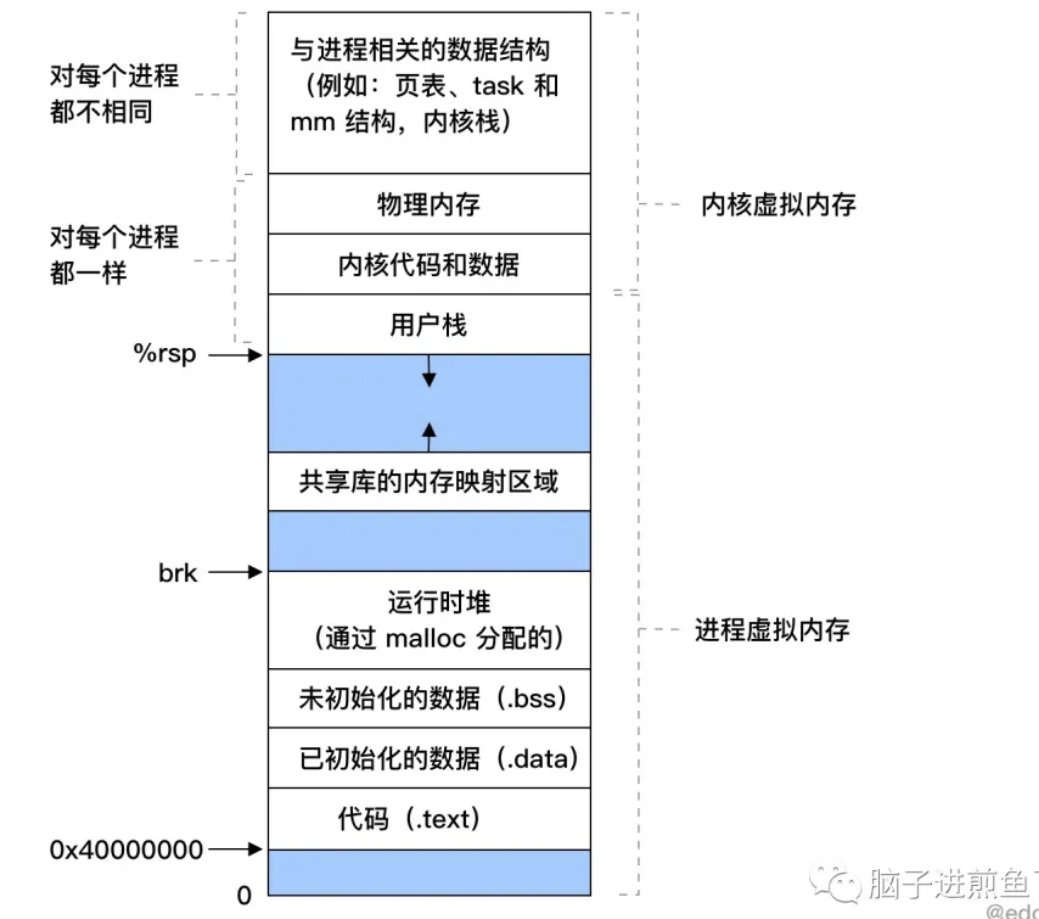 对每个进程
都不相同
与进程相关的数据结构
（例如：页表、task 和
mm 结构，内核栈）
物理内存
内核虚拟内存
对每个进程
都一样
内核代码和数据
用户栈
%rsp
共享库的内存映射区域
brk
运行时堆
（通过 malloc 分配的）
进程虚拟内存
未初始化的数据（.bss）
已初始化的数据（.data）
代码（.text）
0x40000000
0
脑子进煎鱼